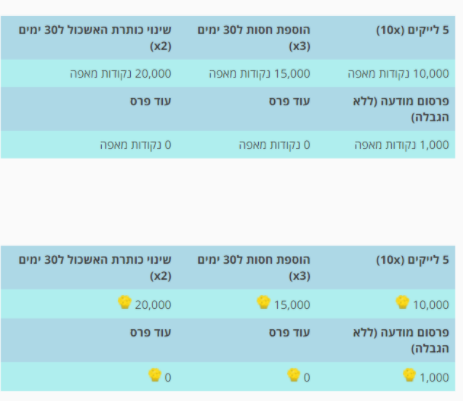 5 לייקים (10x)
הוספת חסות ל30 ימים (x3)
שינוי כותרת האשכול ל30 ימים (x2)
10,000 נקודות מאפה
15,000 נקודות מאפה
20,000 נקודות מאפה
פרסום מודעה (ללא הגבלה)
עוד פרס
עוד פרס
1,000 נקודות מאפה
0 נקודות מאפה
0 נקודות מאפה
5 לייקים (10x)
הוספת חסות ל30 ימים (x3)
שינוי כותרת האשכול ל30 ימים (x2)
10,000
15,000
20,000
פרסום מודעה (ללא הגבלה)
עוד פרס
עוד פרס
1,000
0
0